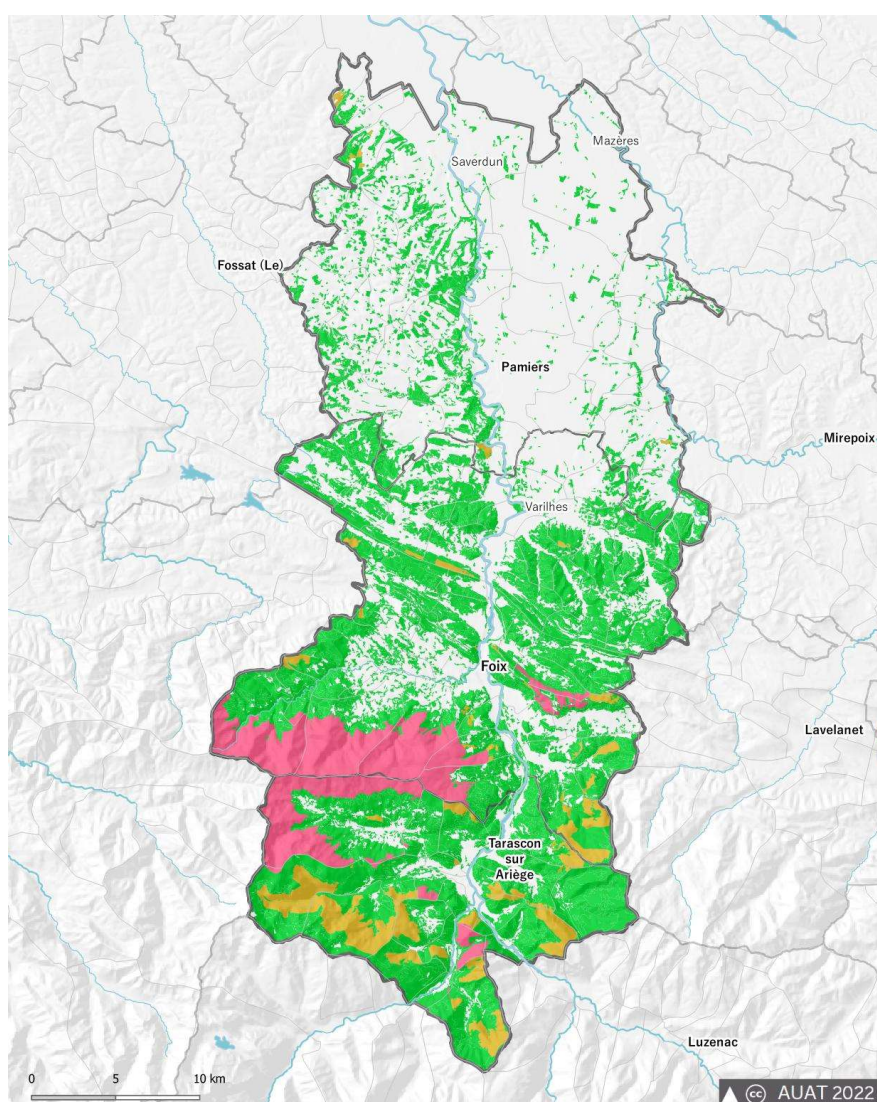 Mazères
Saverdun
Fossat (Le)
Pamiers
Mirepoix
Varilhes
Foix
Lavelanet
Tarascon
sur
Ariège
Luzenac
0 5 10 km
cc AUAT 2022